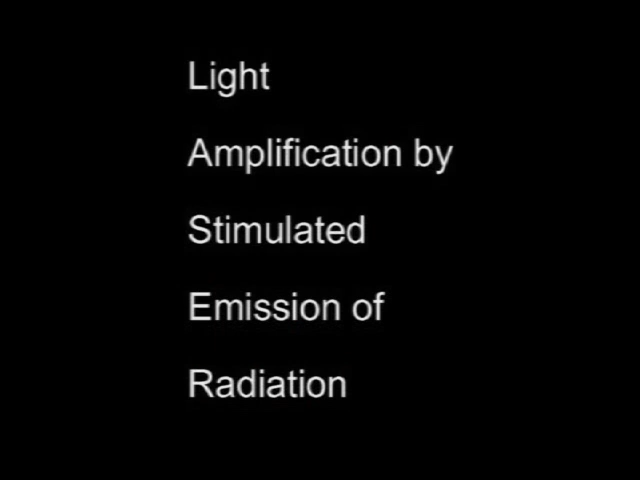 Light
Amplification by
Stimulated
Emission of
Radiation